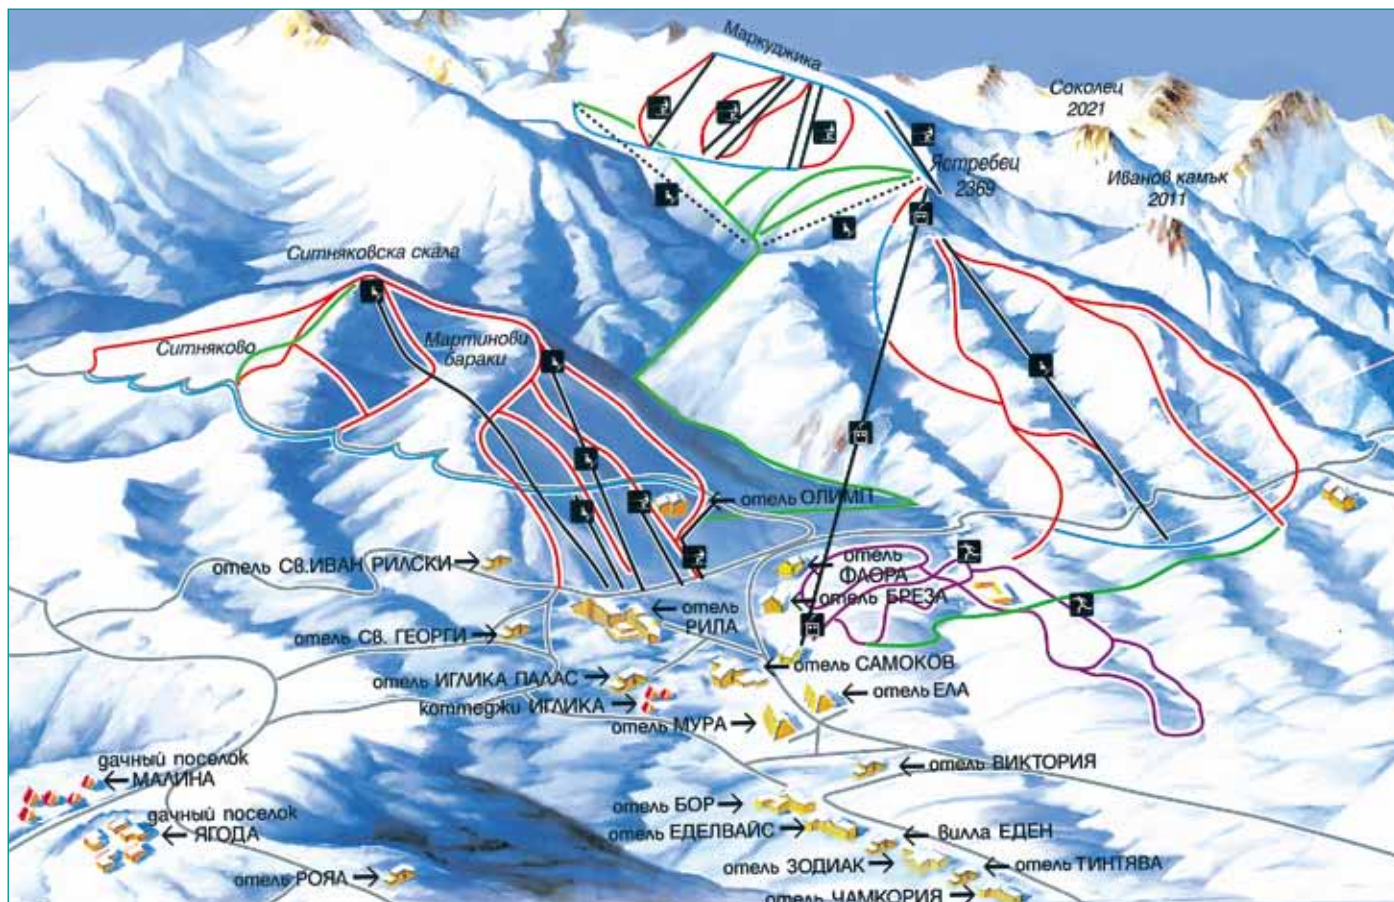 Маркуджика
Соколец
2021
Ястребец
2369
Иванов камък
2011
Ситняковска скала
Мартинови
бараки
Ситняково
отель ОЛИМП
отель СВ.ИВАН РИЛСКИ
отель
ФЛОРА
отель БРЕЗА
отель
РИЛА
отель СВ. ГЕОРГИ
отель САМОКОВ
отель ИГЛИКА ПАЛАС
отель ЕЛА
коттеджи ИГЛИКА
отель МУРА
дачный поселок
МАЛИНА
отель ВИКТОРИЯ
отель БОР
дачный поселок
ЯГОДА
отель ЕДЕЛВАЙС
вилла ЕДЕН
отель ЗОДИАК
отель ТИНТЯВА
отель РОЯЛ
отель ЧАМКОРИЯ